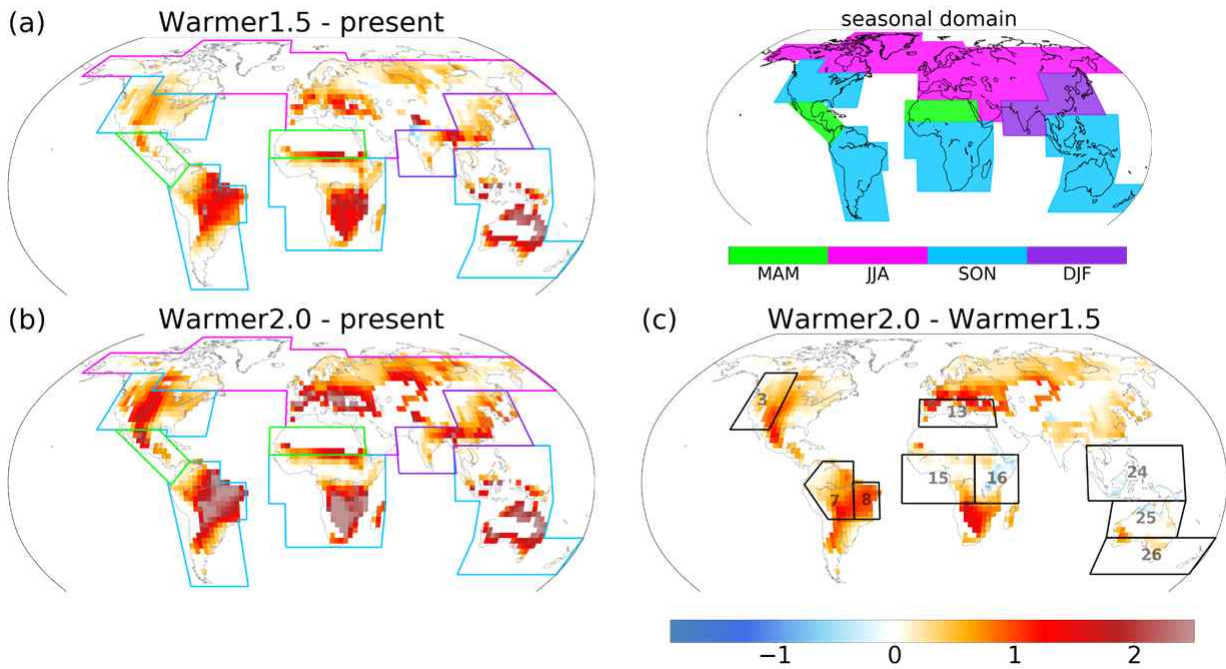 (a)
Warmer1.5 - present
seasonal domain
MAM
JJA
SON
DJF
(b)
Warmer2.0 - present
(c)
Warmer2.0 - Warmer1.5
3
13
24
15
16
7
8
25
26
−1
0
1
2